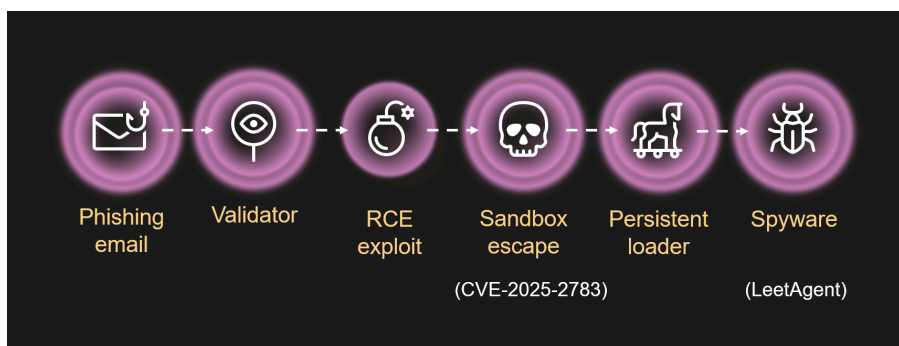 Phishing
email
Validator
RCE
exploit
Sandbox
escape
(CVE-2025-2783)
Persistent
loader
Spyware
(LeetAgent)